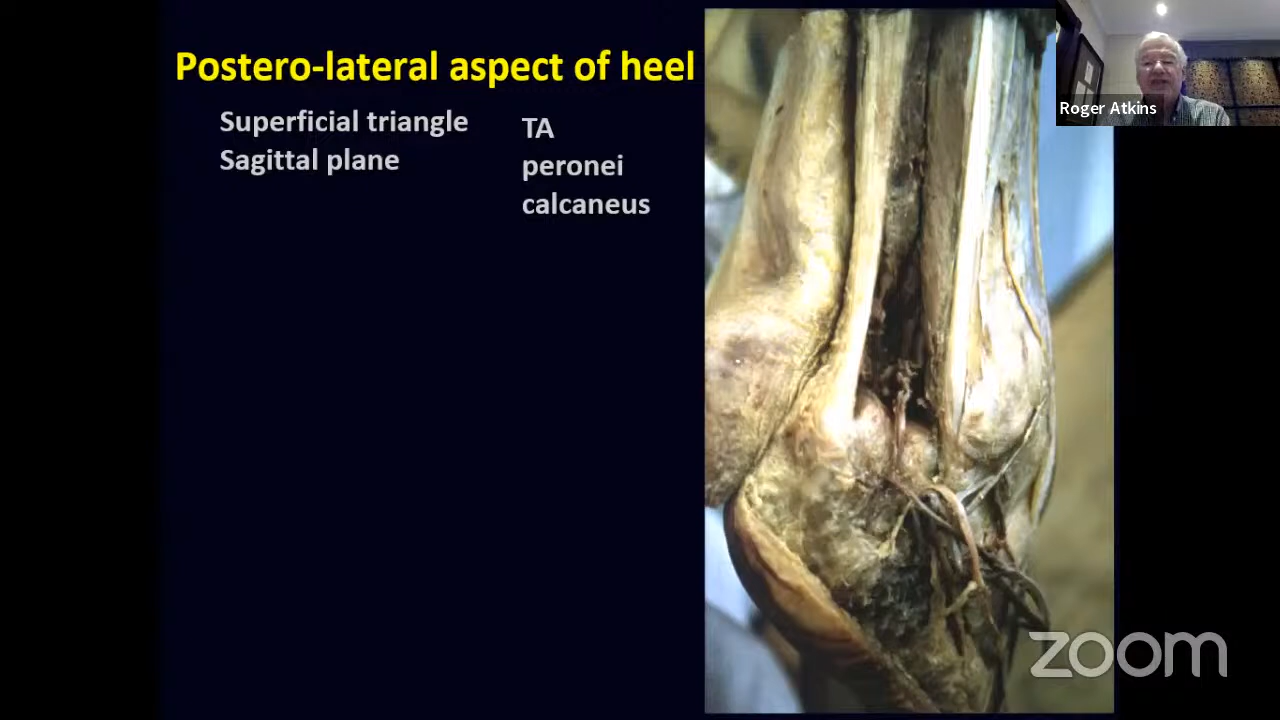 Postero-lateral aspect of heel
Superficial triangle
Sagittal plane
TA
peronei
calcaneus
Roger Atkins
zoom